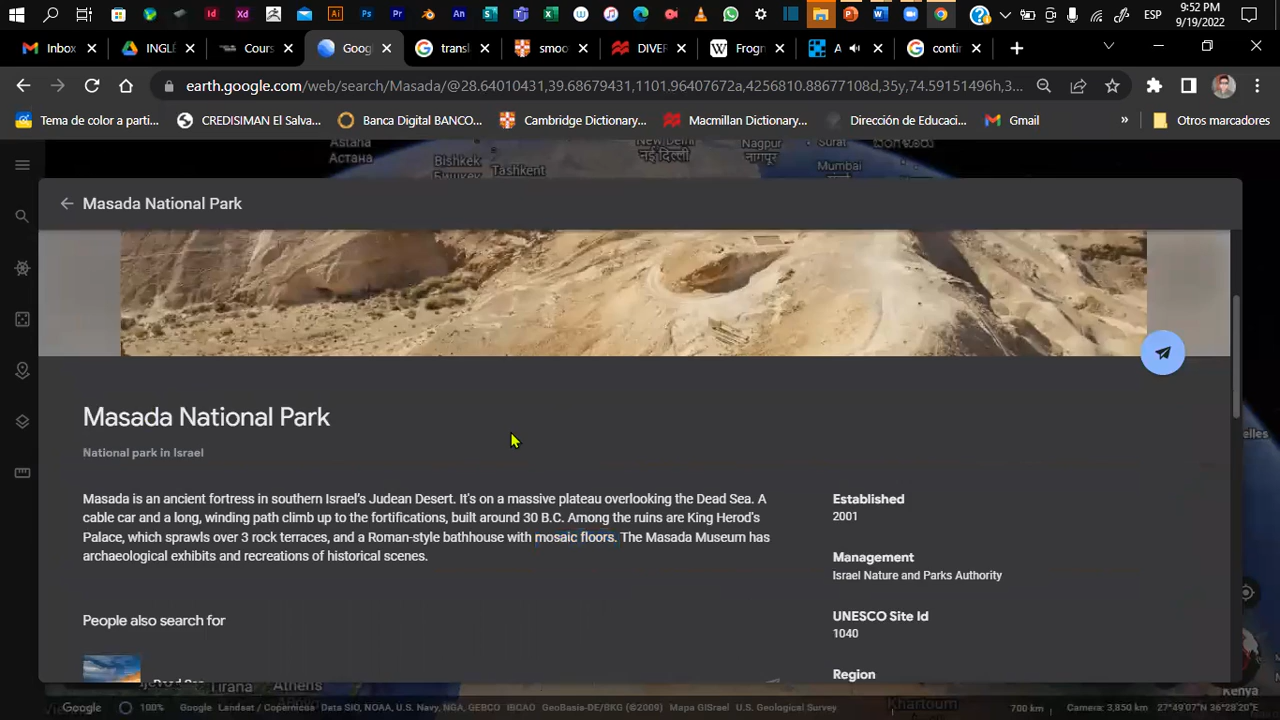 9:52 PM
ESP
9/19/2022
Inbox
INGLÉ
Cours
Goog
transl
smoo
DIVER
Frogn
contin
earth.google.com/web/search/Masada/@28.64010431,39.68679431,1101.96407672a,4256810.88677108d,35y,74.59151496h,3...
Tema de color a parti...
CREDISIMAN El Salva...
Banca Digital BANCO...
Cambridge Dictionary...
Macmillan Dictionary...
Dirección de Educaci...
Gmail
»
Otros marcadores
Астана
Bishkek
Бишкек
Tashkent
New Delhi
नई दिल्ली
Nagpur
नागपूर
Surat
Mumbai
Masada National Park
Masada National Park
National park in Israel
Masada is an ancient fortress in southern Israel's Judean Desert. It's on a massive plateau overlooking the Dead Sea. A
cable car and a long, winding path climb up to the fortifications, built around 30 B.C. Among the ruins are King Herod's
Palace, which sprawls over 3 rock terraces, and a Roman-style bathhouse with mosaic floors. The Masada Museum has
archaeological exhibits and recreations of historical scenes.
Established
2001
Management
Israel Nature and Parks Authority
UNESCO Site Id
1040
Region
People also search for
Dead Sea
elles
Tirana
Athens
Khartoum
Kenya
Google
100%
Google Landsat / Copernicus Data SIO, NOAA, U.S. Navy, NGA, GEBCO IBCAO GeoBasis-DE/BKG (©2009) Mapa GISrael U.S. Geological Survey
700 km
Camera: 3,850 km
27°49'07"N 36°28'20"E